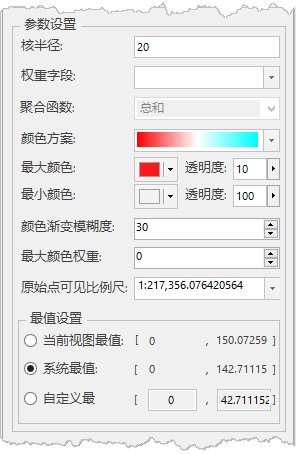 参数设置
核半径: 20
权重字段:
聚合函数: 总和
颜色方案:
最大颜色: 透明度: 10
最小颜色: 透明度: 100
颜色渐变模糊度: 30
最大颜色权重: 0
原始点可见比例尺: 1:217,356.076420564
最值设置
当前视图最值: [ 0 , 150.07259 ]
系统最值: [ 0 , 142.71115 ]
自定义最 [ 0 , 42.711152 ]